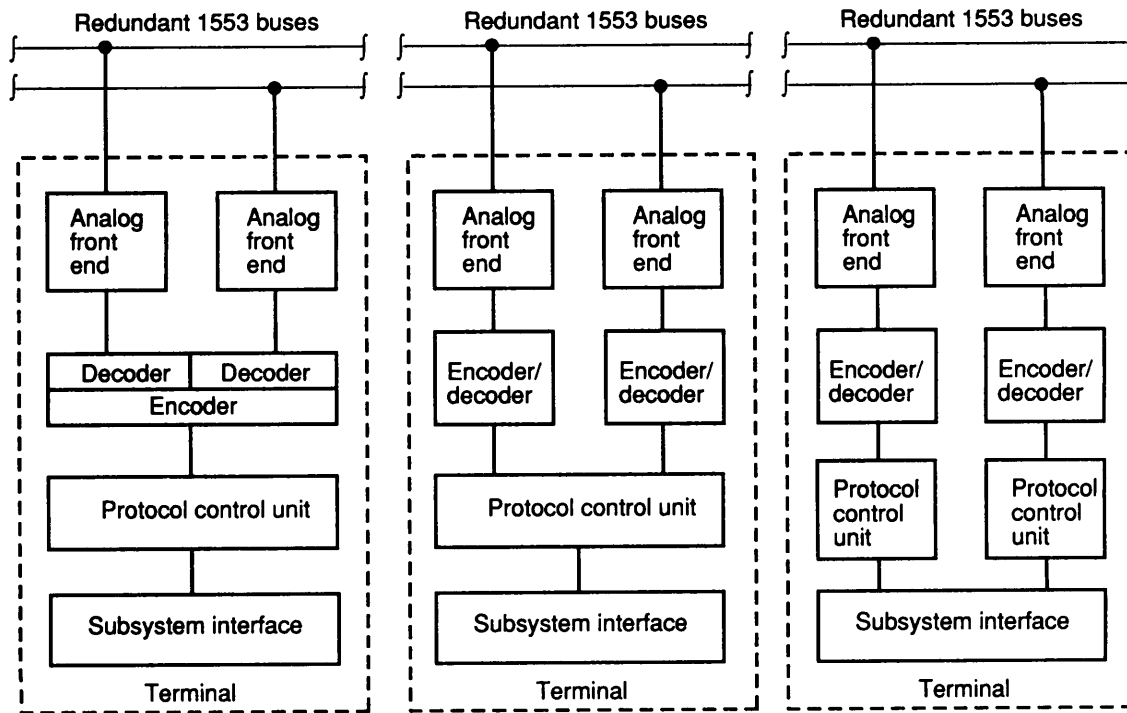 Redundant 1553 buses
Analog
front
end
Analog
front
end
Decoder
Decoder
Encoder
Protocol control unit
Subsystem interface
Terminal
Redundant 1553 buses
Analog
front
end
Analog
front
end
Encoder/
decoder
Encoder/
decoder
Protocol control unit
Subsystem interface
Terminal
Redundant 1553 buses
Analog
front
end
Analog
front
end
Encoder/
decoder
Encoder/
decoder
Protocol
control
unit
Protocol
control
unit
Subsystem interface
Terminal